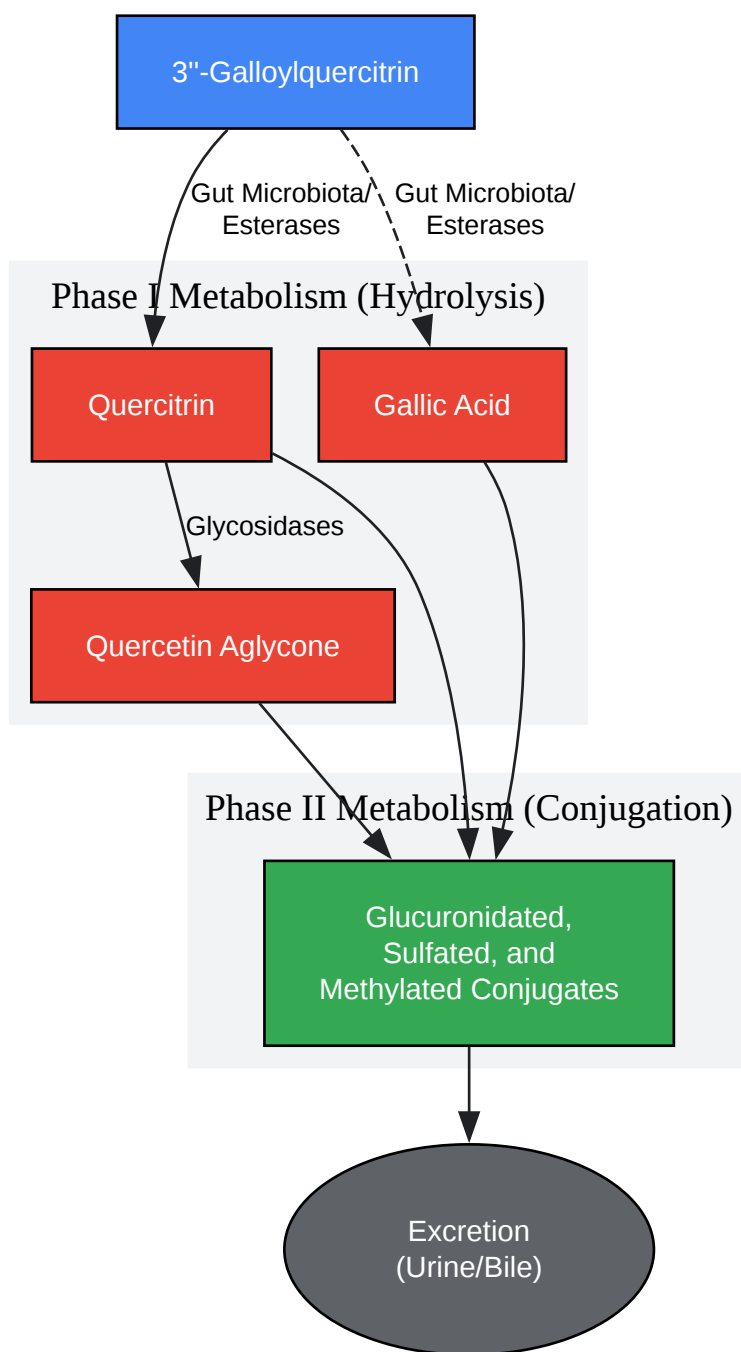 3''-Galloylquercitrin
Gut Microbiota/
Esterases
Gut Microbiota/
Esterases
Phase I Metabolism (Hydrolysis)
Quercitrin
Gallic Acid
Glycosidases
Quercetin Aglycone
Phase II Metabolism (Conjugation)
Glucuronidated,
Sulfated, and
Methylated Conjugates
Excretion
(Urine/Bile)